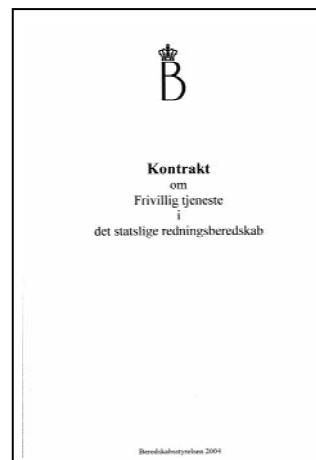 B
Kontrakt
om
Frivillig tjeneste
i
det statslige redningsberedskab
Beredskabsstyrelsen 2004